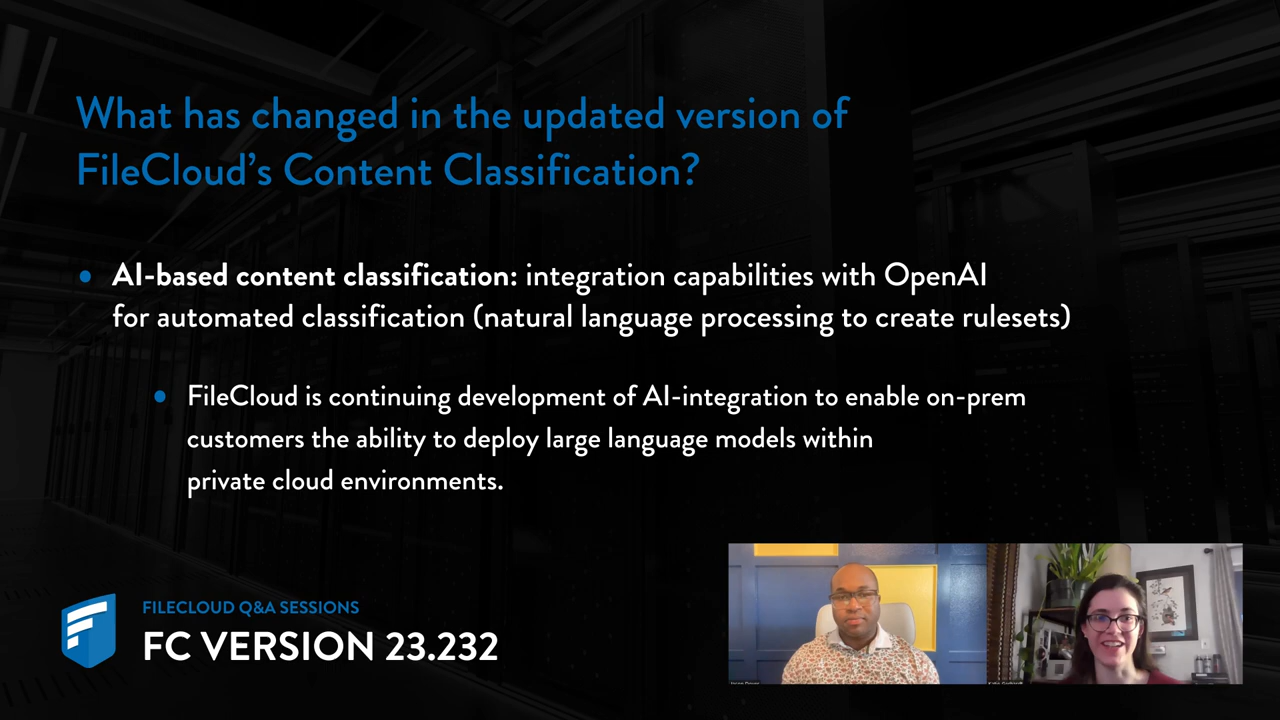 What has changed in the updated version of
FileCloud's Content Classification?
● AI-based content classification: integration capabilities with OpenAI
for automated classification (natural language processing to create rulesets)
● FileCloud is continuing development of AI-integration to enable on-prem
customers the ability to deploy large language models within
private cloud environments.
FILECLOUD Q&A SESSIONS
FC VERSION 23.232